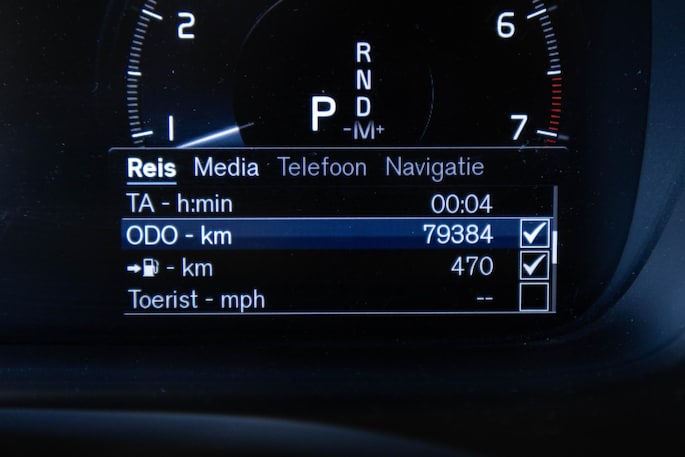 2 6
R
N
P D
-M+
1 7
Reis Media Telefoon Navigatie
TA - h:min 00:04
ODO - km 79384
- km 470
Toerist - mph --